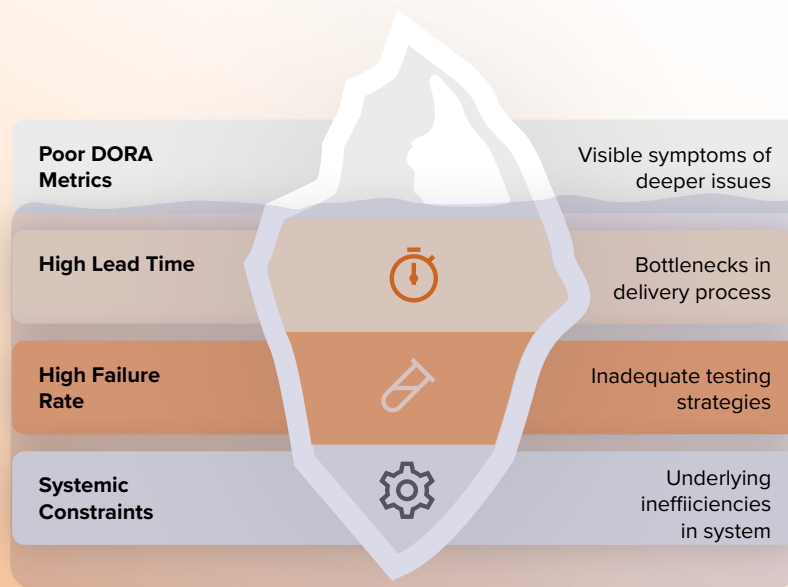 Poor DORA
Metrics
Visible symptoms of
deeper issues
High Lead Time
Bottlenecks in
delivery process
High Failure
Rate
Inadequate testing
strategies
Systemic
Constraints
Underlying
ineffiiciencies
in system